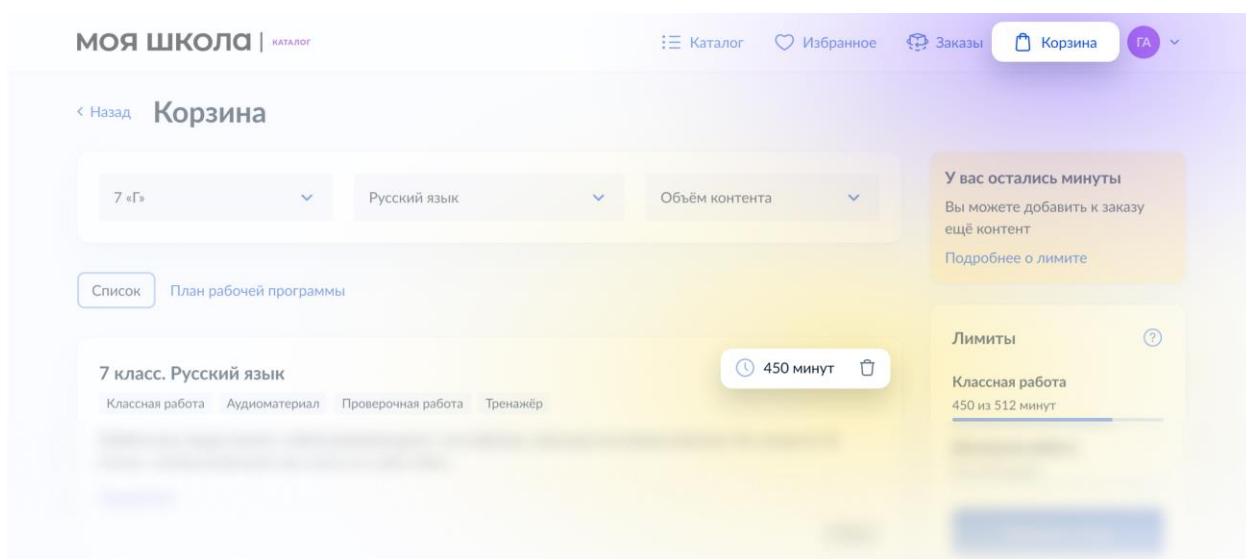 МОЯ ШКОЛА | КАТАЛОГ
Каталог
Избранное
Заказы
Корзина
ГА
Назад
Корзина
7 «Г»
Русский язык
Объём контента
У вас остались минуты
Вы можете добавить к заказу
ещё контент
Подробнее о лимите
Список
План рабочей программы
7 класс. Русский язык
450 минут
Классная работа
Аудиоматериал
Проверочная работа
Тренажёр
Лимиты
?
Классная работа
450 из 512 минут